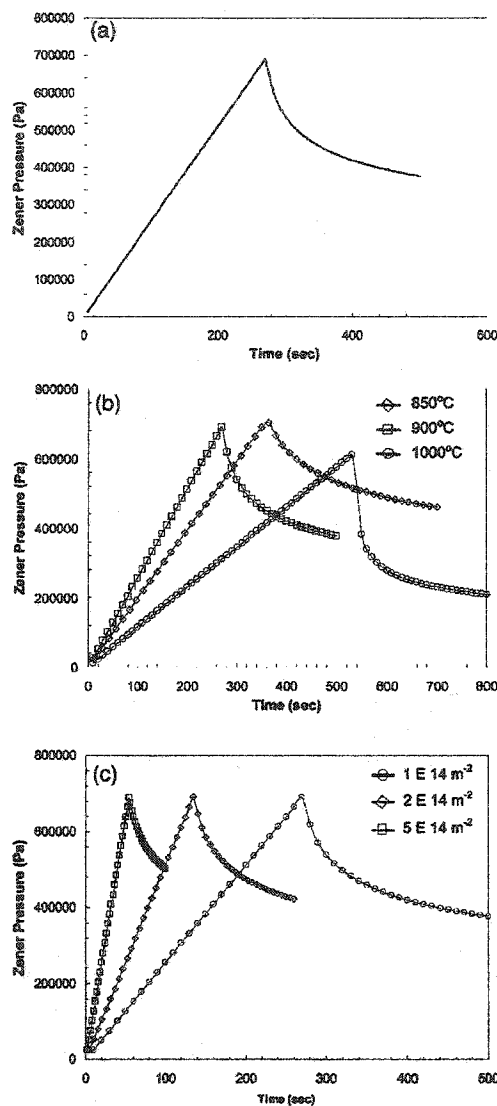 (a)
800000
700000
600000
500000
400000
300000
200000
100000
0
Zener Pressure (Pa)
0
200
400
600
Time (sec)
(b)
850°C
900°C
1000°C
800000
600000
400000
200000
0
Zener Pressure (Pa)
0
100
200
300
400
500
600
700
800
Time (sec)
(c)
1 E 14 m-2
2 E 14 m-2
5 E 14 m-2
800000
600000
400000
200000
0
Zener Pressure (Pa)
0
100
200
300
400
500
Time (sec)